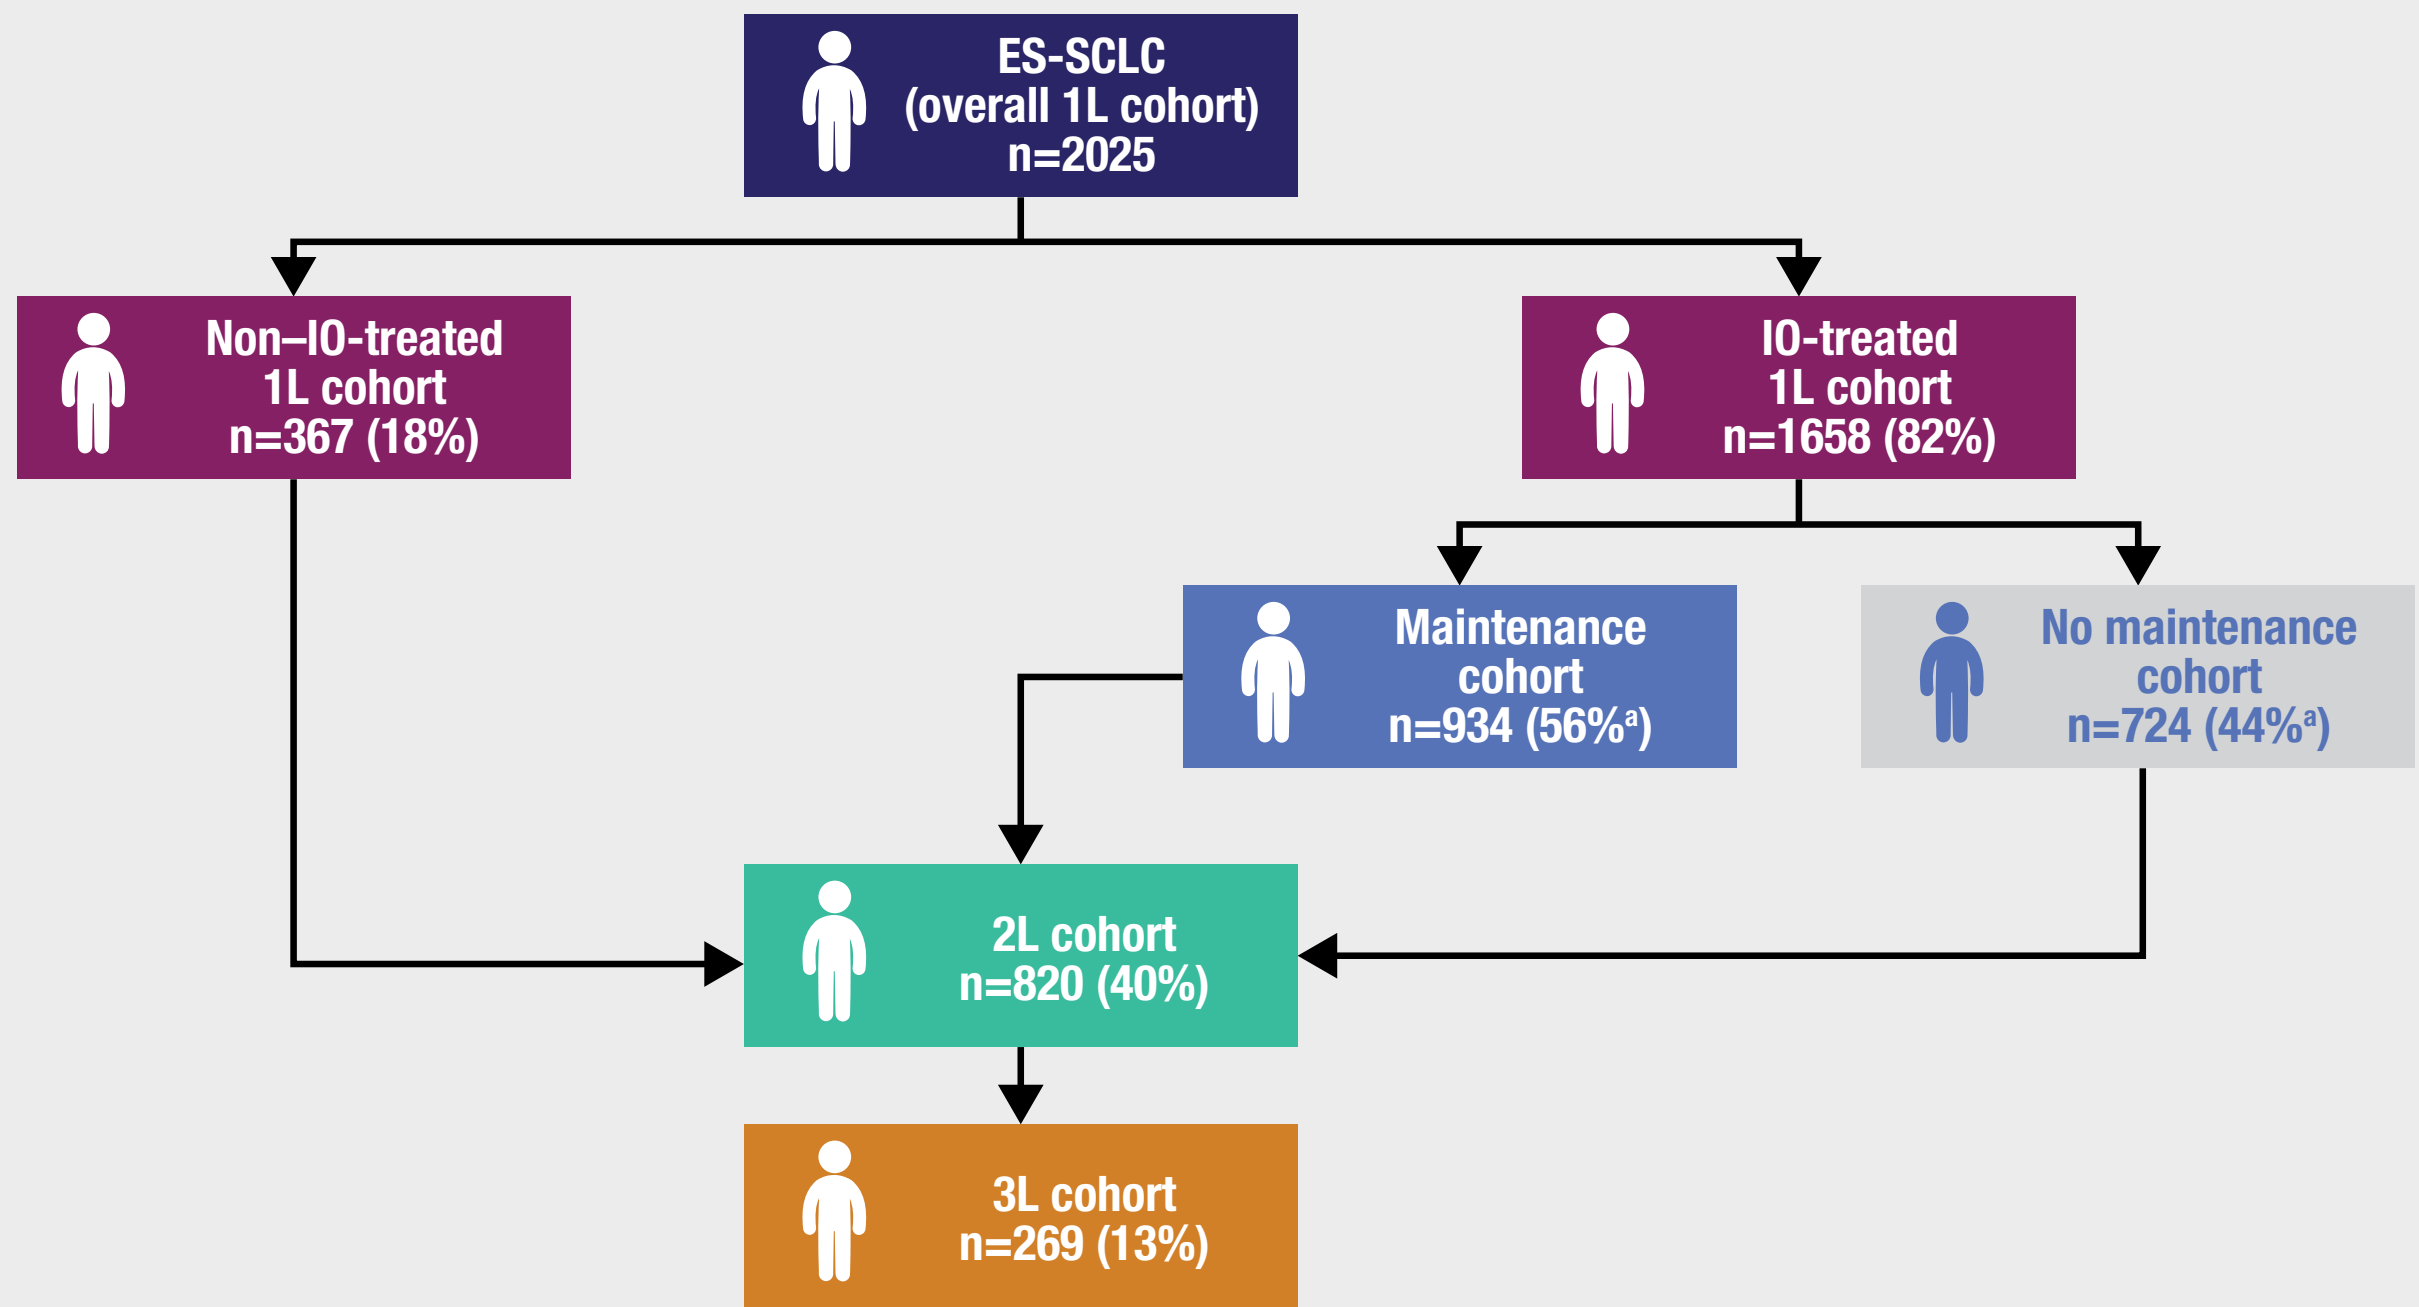 ES-SCLC
(overall 1L cohort)
n=2025
Non–IO-treated
1L cohort
n=367 (18%)
IO-treated
1L cohort
n=1658 (82%)
Maintenance
cohort
n=934 (56%ª)
No maintenance
cohort
n=724 (44%ª)
2L cohort
n=820 (40%)
3L cohort
n=269 (13%)